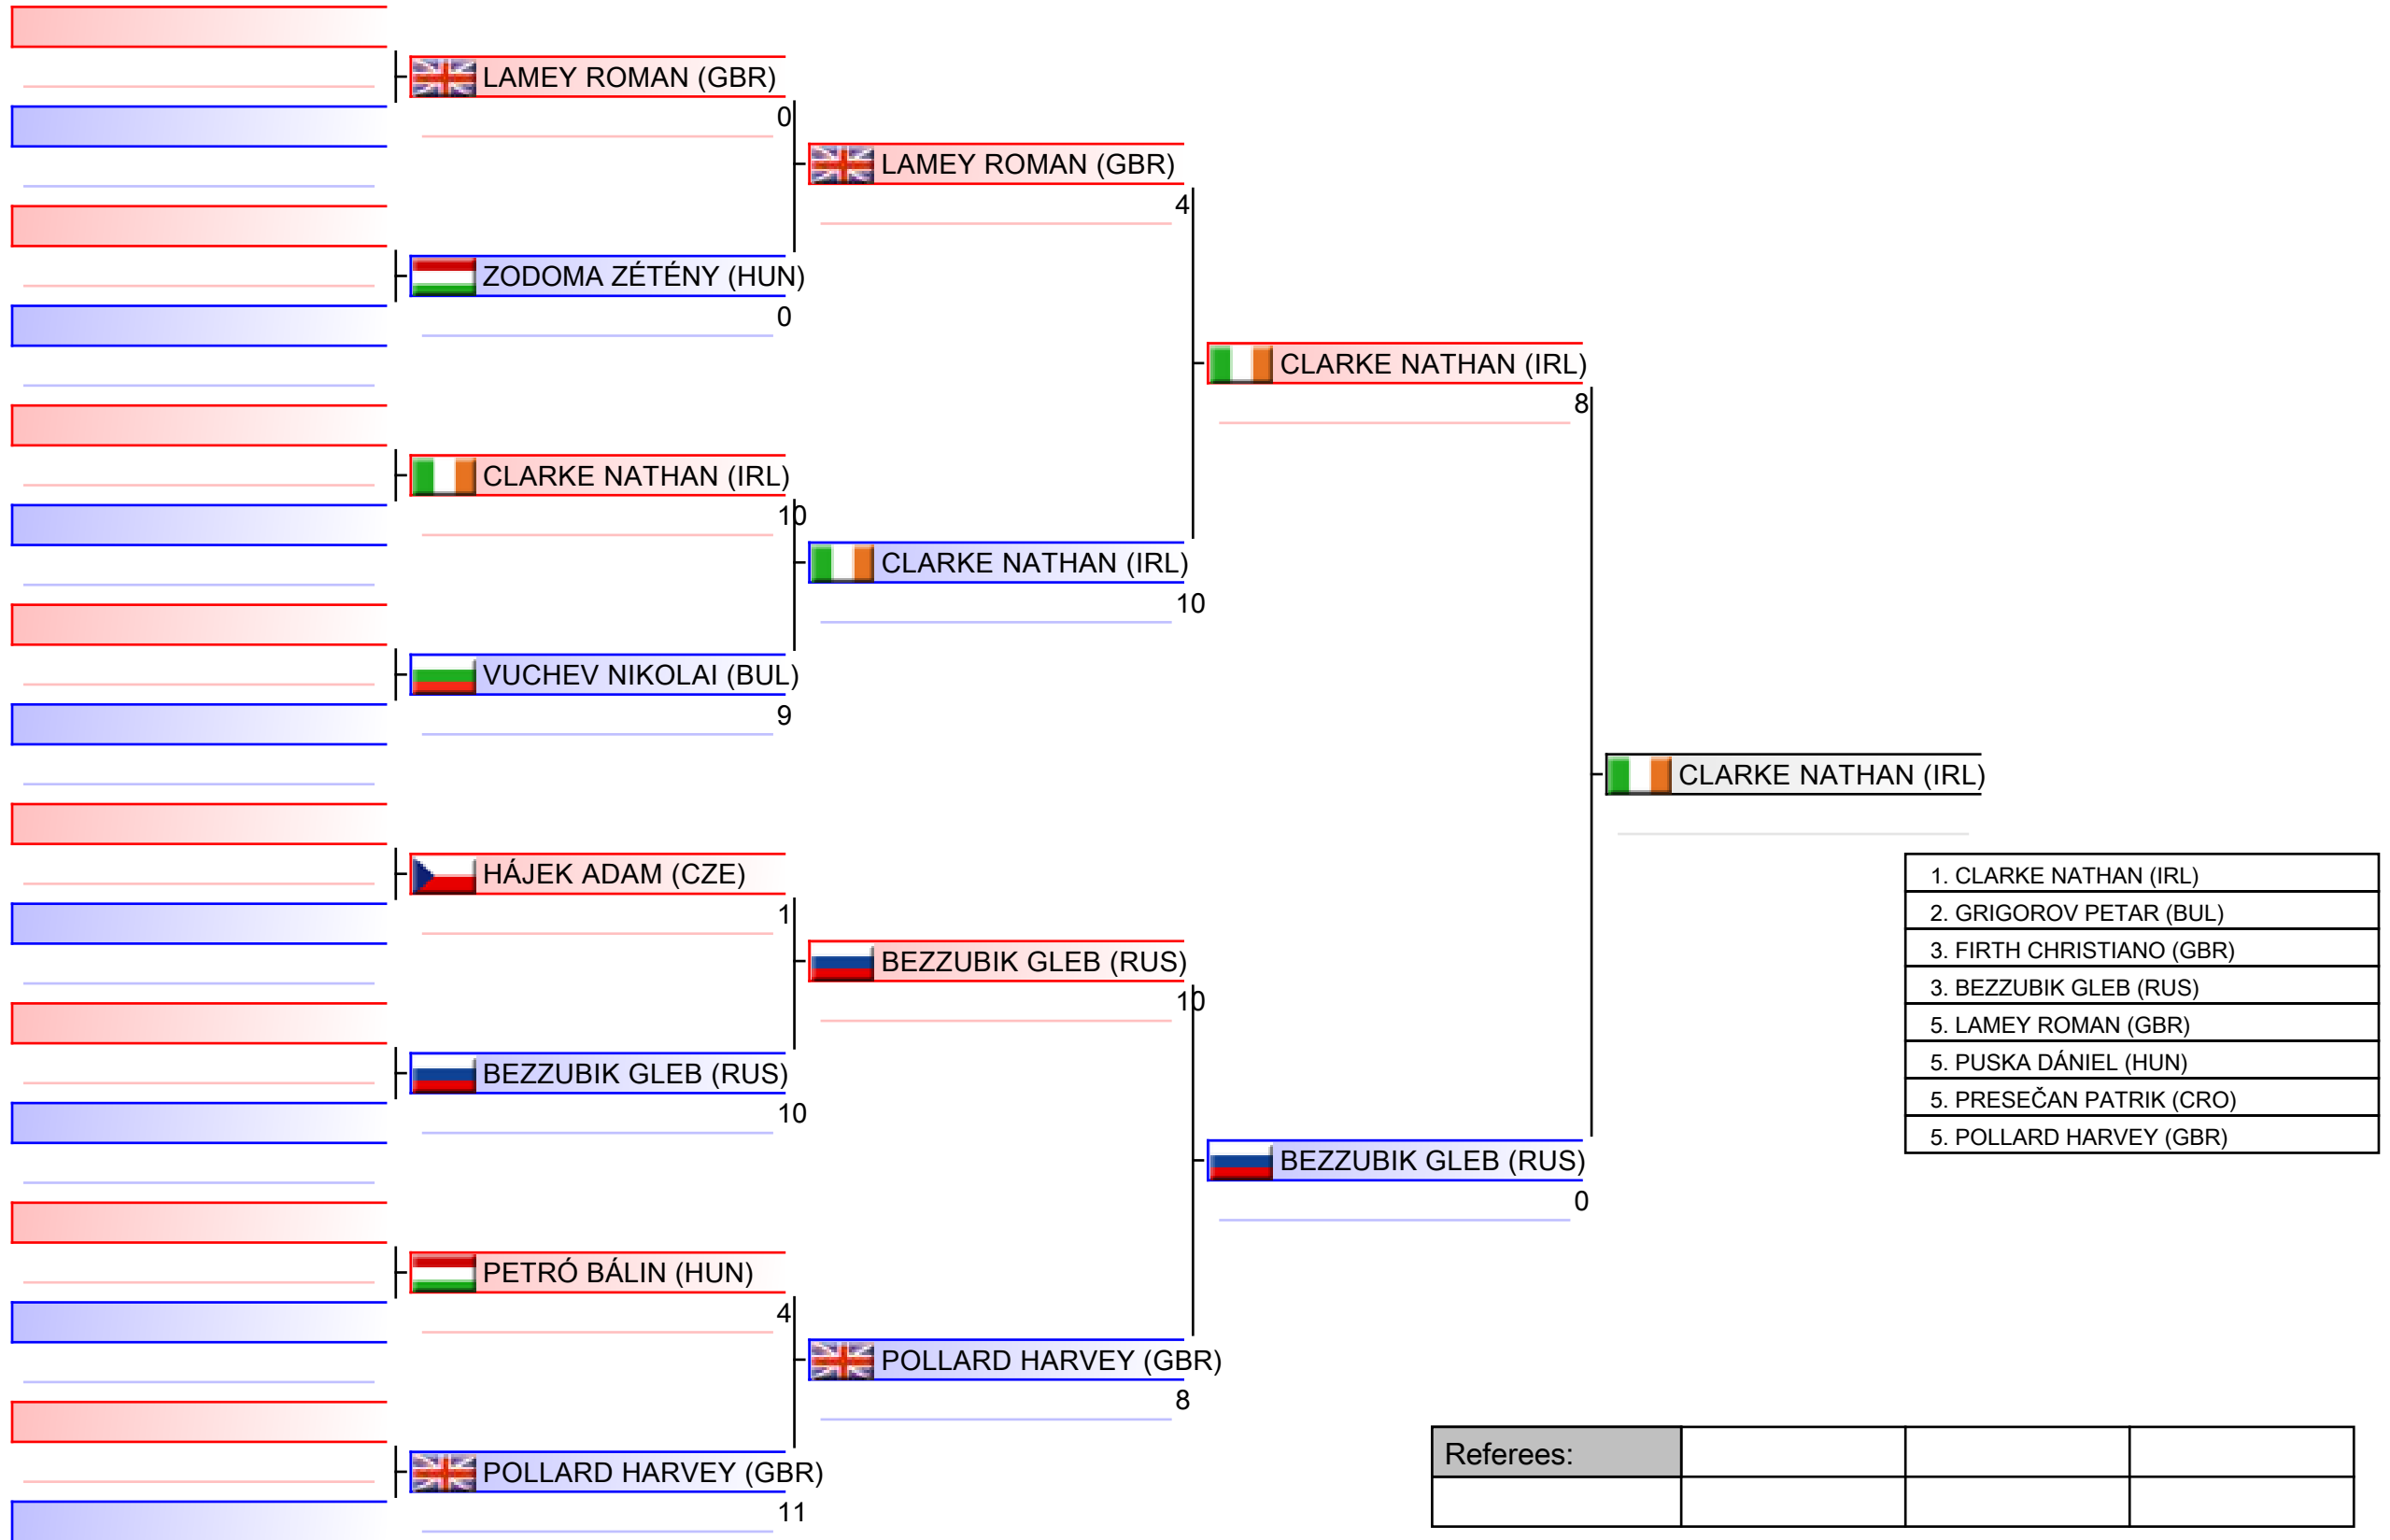 LAMEY ROMAN (GBR)
0
ZODOMA ZÉTÉNY (HUN)
0
CLARKE NATHAN (IRL)
10
VUCHEV NIKOLAI (BUL)
9
HÁJEK ADAM (CZE)
1
BEZZUBIK GLEB (RUS)
10
PETRÓ BÁLIN (HUN)
4
POLLARD HARVEY (GBR)
11
LAMEY ROMAN (GBR)
4
CLARKE NATHAN (IRL)
10
BEZZUBIK GLEB (RUS)
10
POLLARD HARVEY (GBR)
8
CLARKE NATHAN (IRL)
8
BEZZUBIK GLEB (RUS)
0
CLARKE NATHAN (IRL)
1. CLARKE NATHAN (IRL)
2. GRIGOROV PETAR (BUL)
3. FIRTH CHRISTIANO (GBR)
3. BEZZUBIK GLEB (RUS)
5. LAMEY ROMAN (GBR)
5. PUSKA DÁNIEL (HUN)
5. PRESEČAN PATRIK (CRO)
5. POLLARD HARVEY (GBR)
Referees: